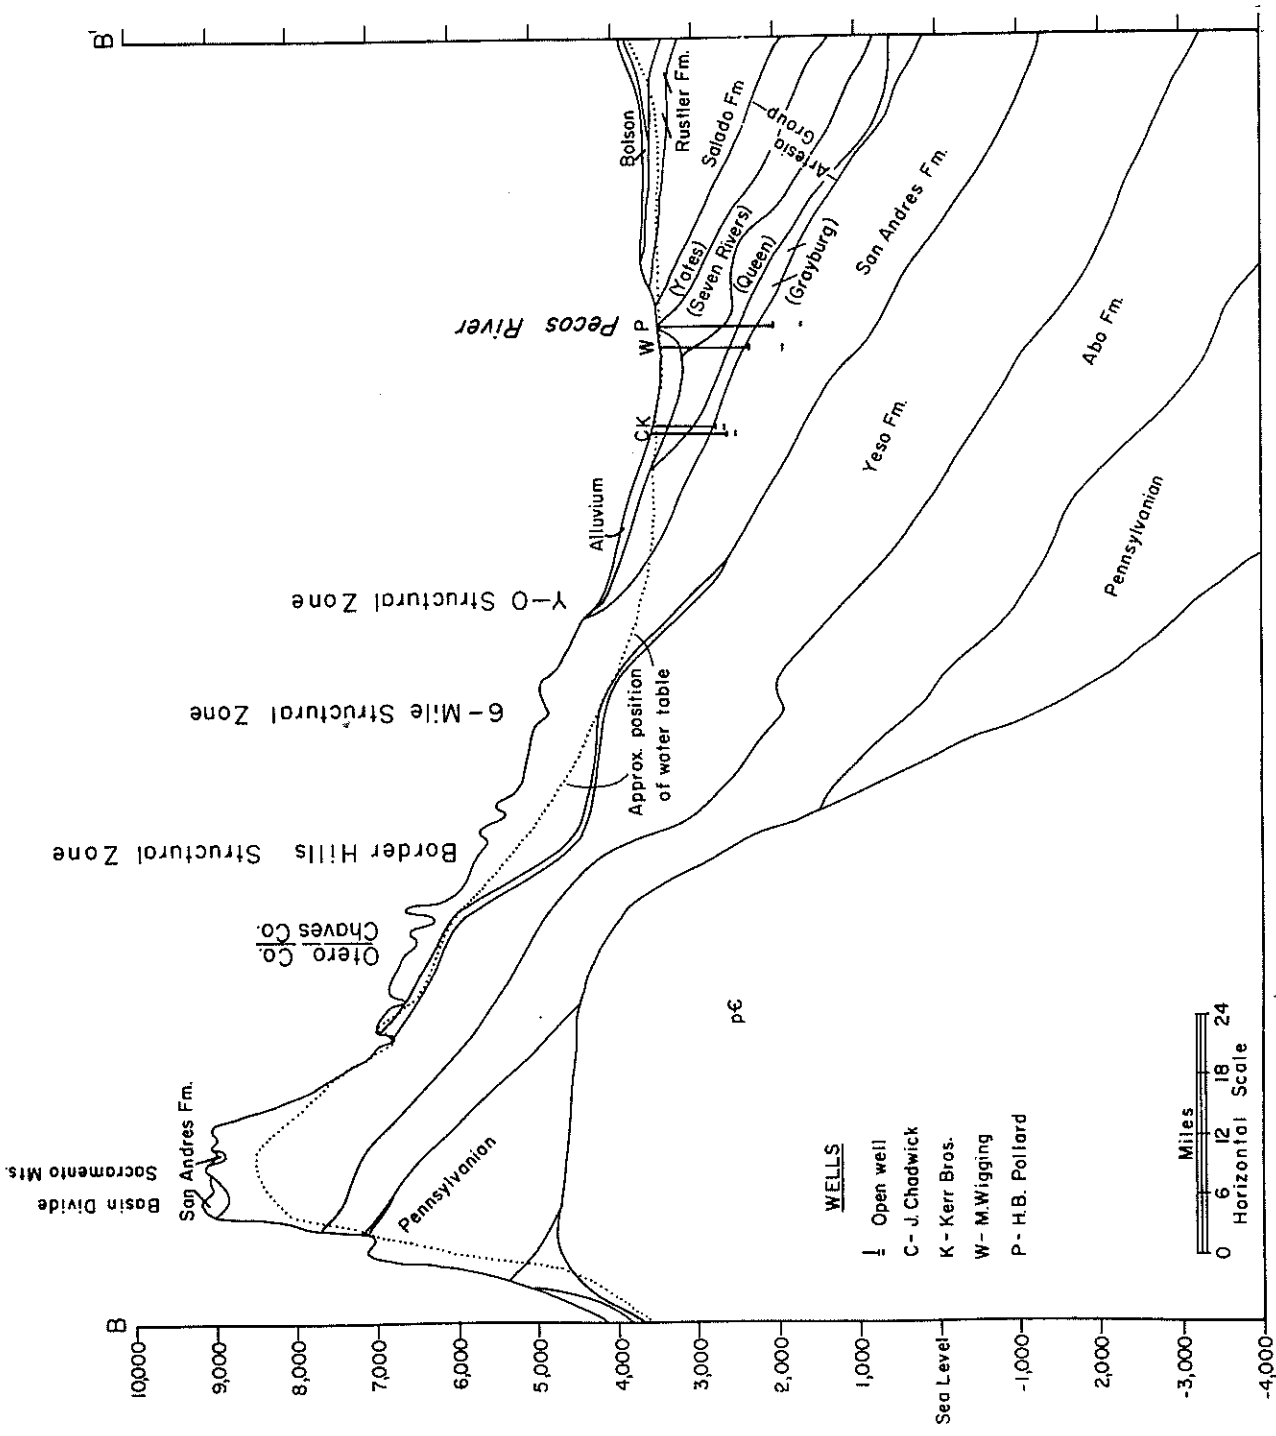 B
B'
10,000
9,000
8,000
7,000
6,000
5,000
4,000
3,000
2,000
1,000
Sea Level
-1,000
2,000
-3,000
-4,000
Basin Divide
Sacramento Mts.
San Andres Fm.
Otero Co.
Chaves Co.
Border Hills Structural Zone
6-Mile Structural Zone
Y-O Structural Zone
Pecos River
Alluvium
C K
W P
Bolson
Rustler Fm.
Salado Fm
Artesia
Group
(Yates)
(Seven Rivers)
(Queen)
(Grayburg)
San Andres Fm.
Yeso Fm.
Abo Fm.
Pennsylvanian
Approx. position
of water table
Pennsylvanian
p€
WELLS
Open well
C- J. Chadwick
K- Kerr Bros.
W- M.Wigging
P- H.B. Pollard
Miles
0 6 12 18 24
Horizontal Scale